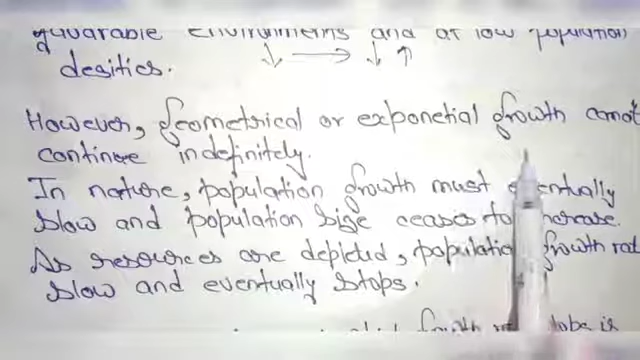 favarable environments and at low population
desities.
However, geometrical or exponetial growth cannot
continue indefinitely.
In nature, population growth must eventually
slow and population size ceases to increase.
As resources are depleted, population growth rat
slow and eventually stops.